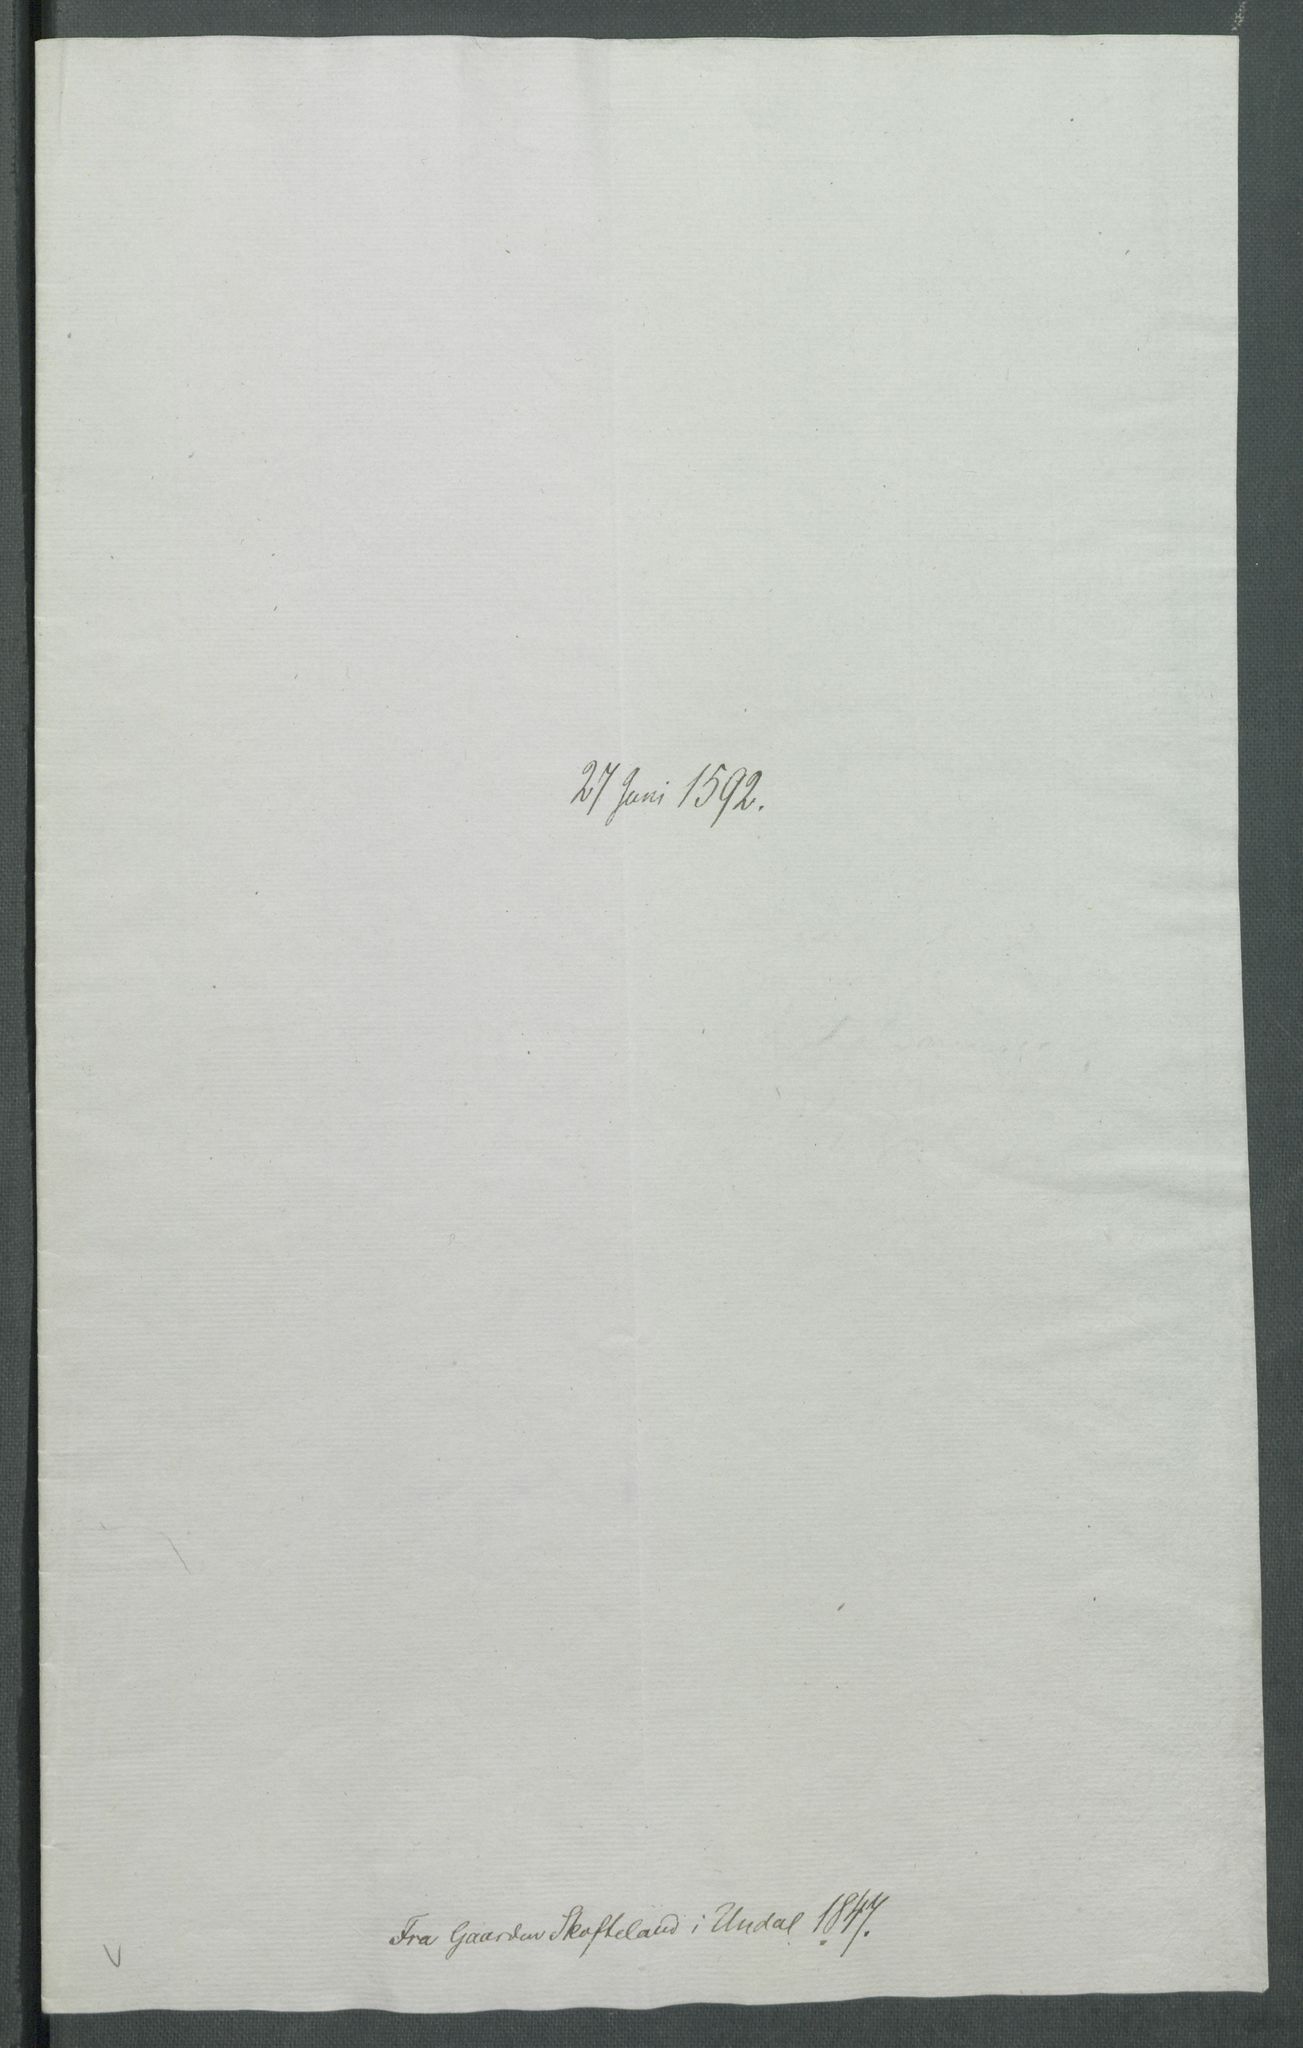 27 Juni 1592.
Fra Gaarden Skofteland i Undal 1847.